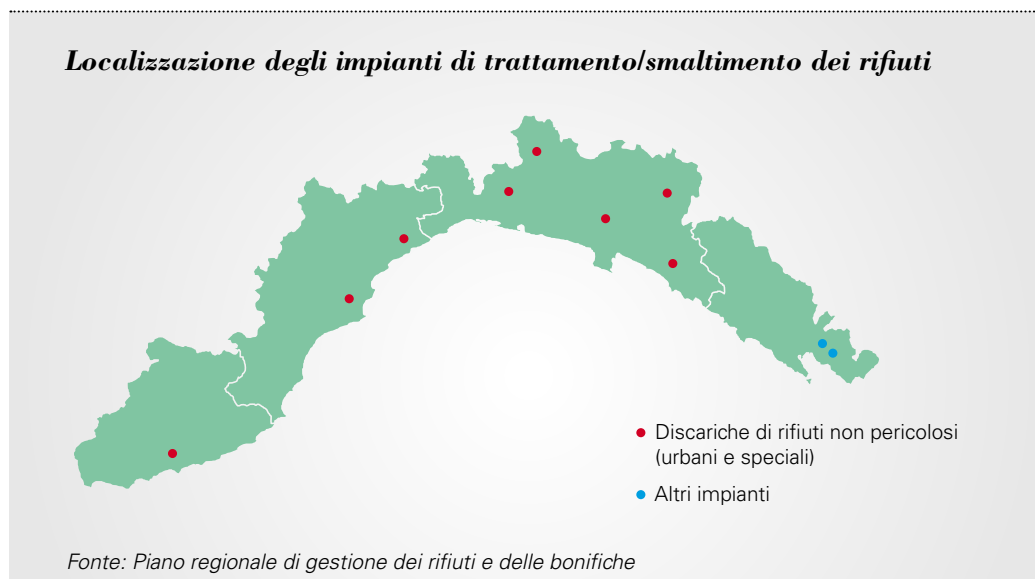 Localizzazione degli impianti di trattamento/smaltimento dei rifiuti
Discariche di rifiuti non pericolosi
(urbani e speciali)
Altri impianti
Fonte: Piano regionale di gestione dei rifiuti e delle bonifiche